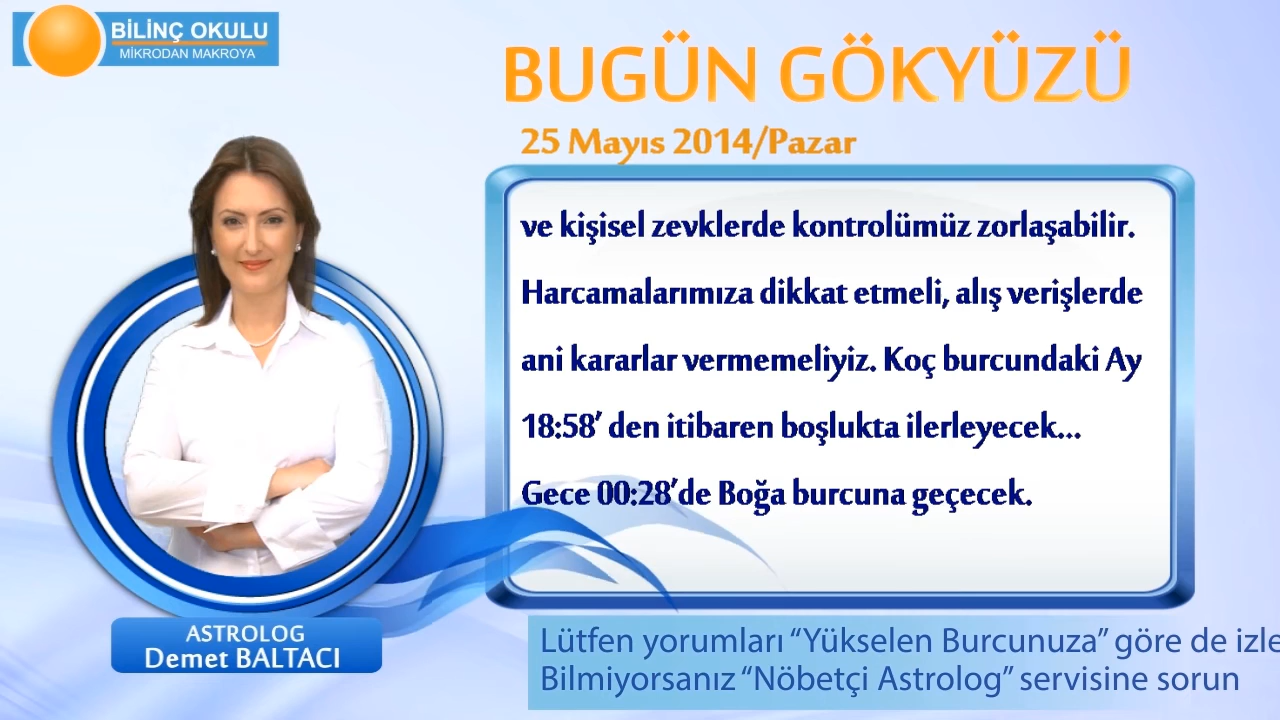 BİLİNÇ OKULU
MİKRODAN MAKROYA
BUGÜN GÖKYÜZÜ
25 Mayıs 2014/Pazar
ve kişisel zevklerde kontrolümüz zorlaşabilir.
Harcamalarımıza dikkat etmeli, alış verişlerde
ani kararlar vermemeliyiz. Koç burcundaki Ay
18:58’ den itibaren boşlukta ilerleyecek...
Gece 00:28’de Boğa burcuna geçecek.
ASTROLOG
Demet BALTACI
Lütfen yorumları “Yükselen Burcunuza” göre de
Bilmiyorsanız “Nöbetçi Astrolog” servisine sorun